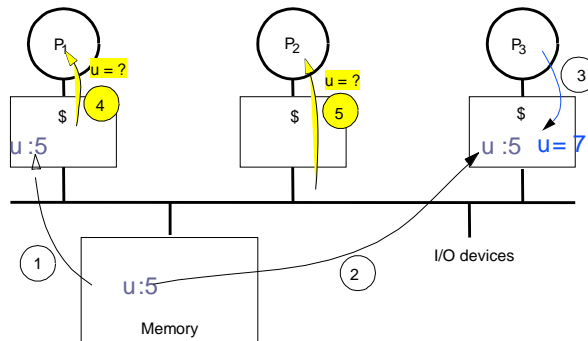 P1
P2
P3
u = ?
u = ?
3
4
5
$
$
$
u :5
u :5
u = 7
1
2
I/O devices
u :5
Memory